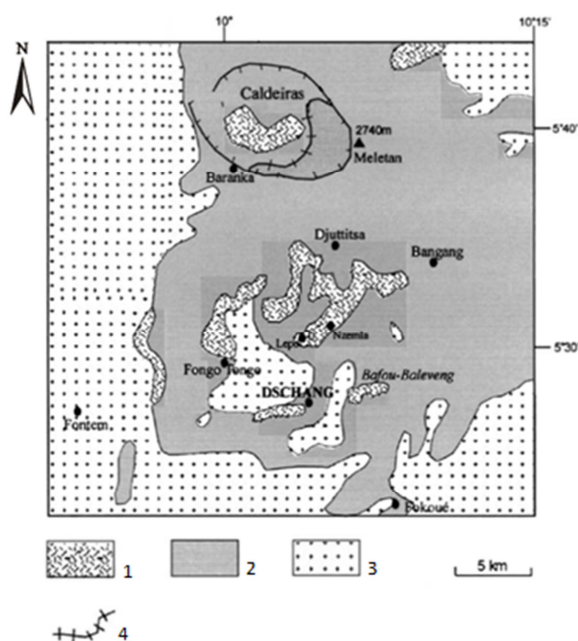 10°
10°15'
N
Caldeiras
2740m
Meletan
5°40'
Baranka
Djuttitsa
Bangang
Nzemla
5°30'
Fongo Tongo
Bafou-Baleveng
DSCHANG
Fontem
1
2
3
5 km
4